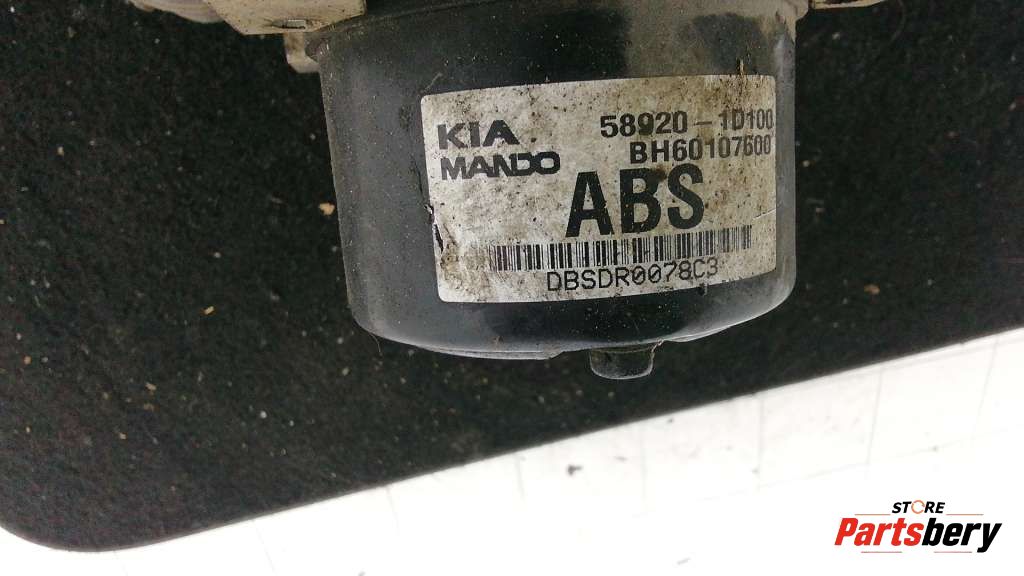 KIA
58920-1D100
MANDO
BH60107600
ABS
DBSDR0078C3
STORE
Partsbery